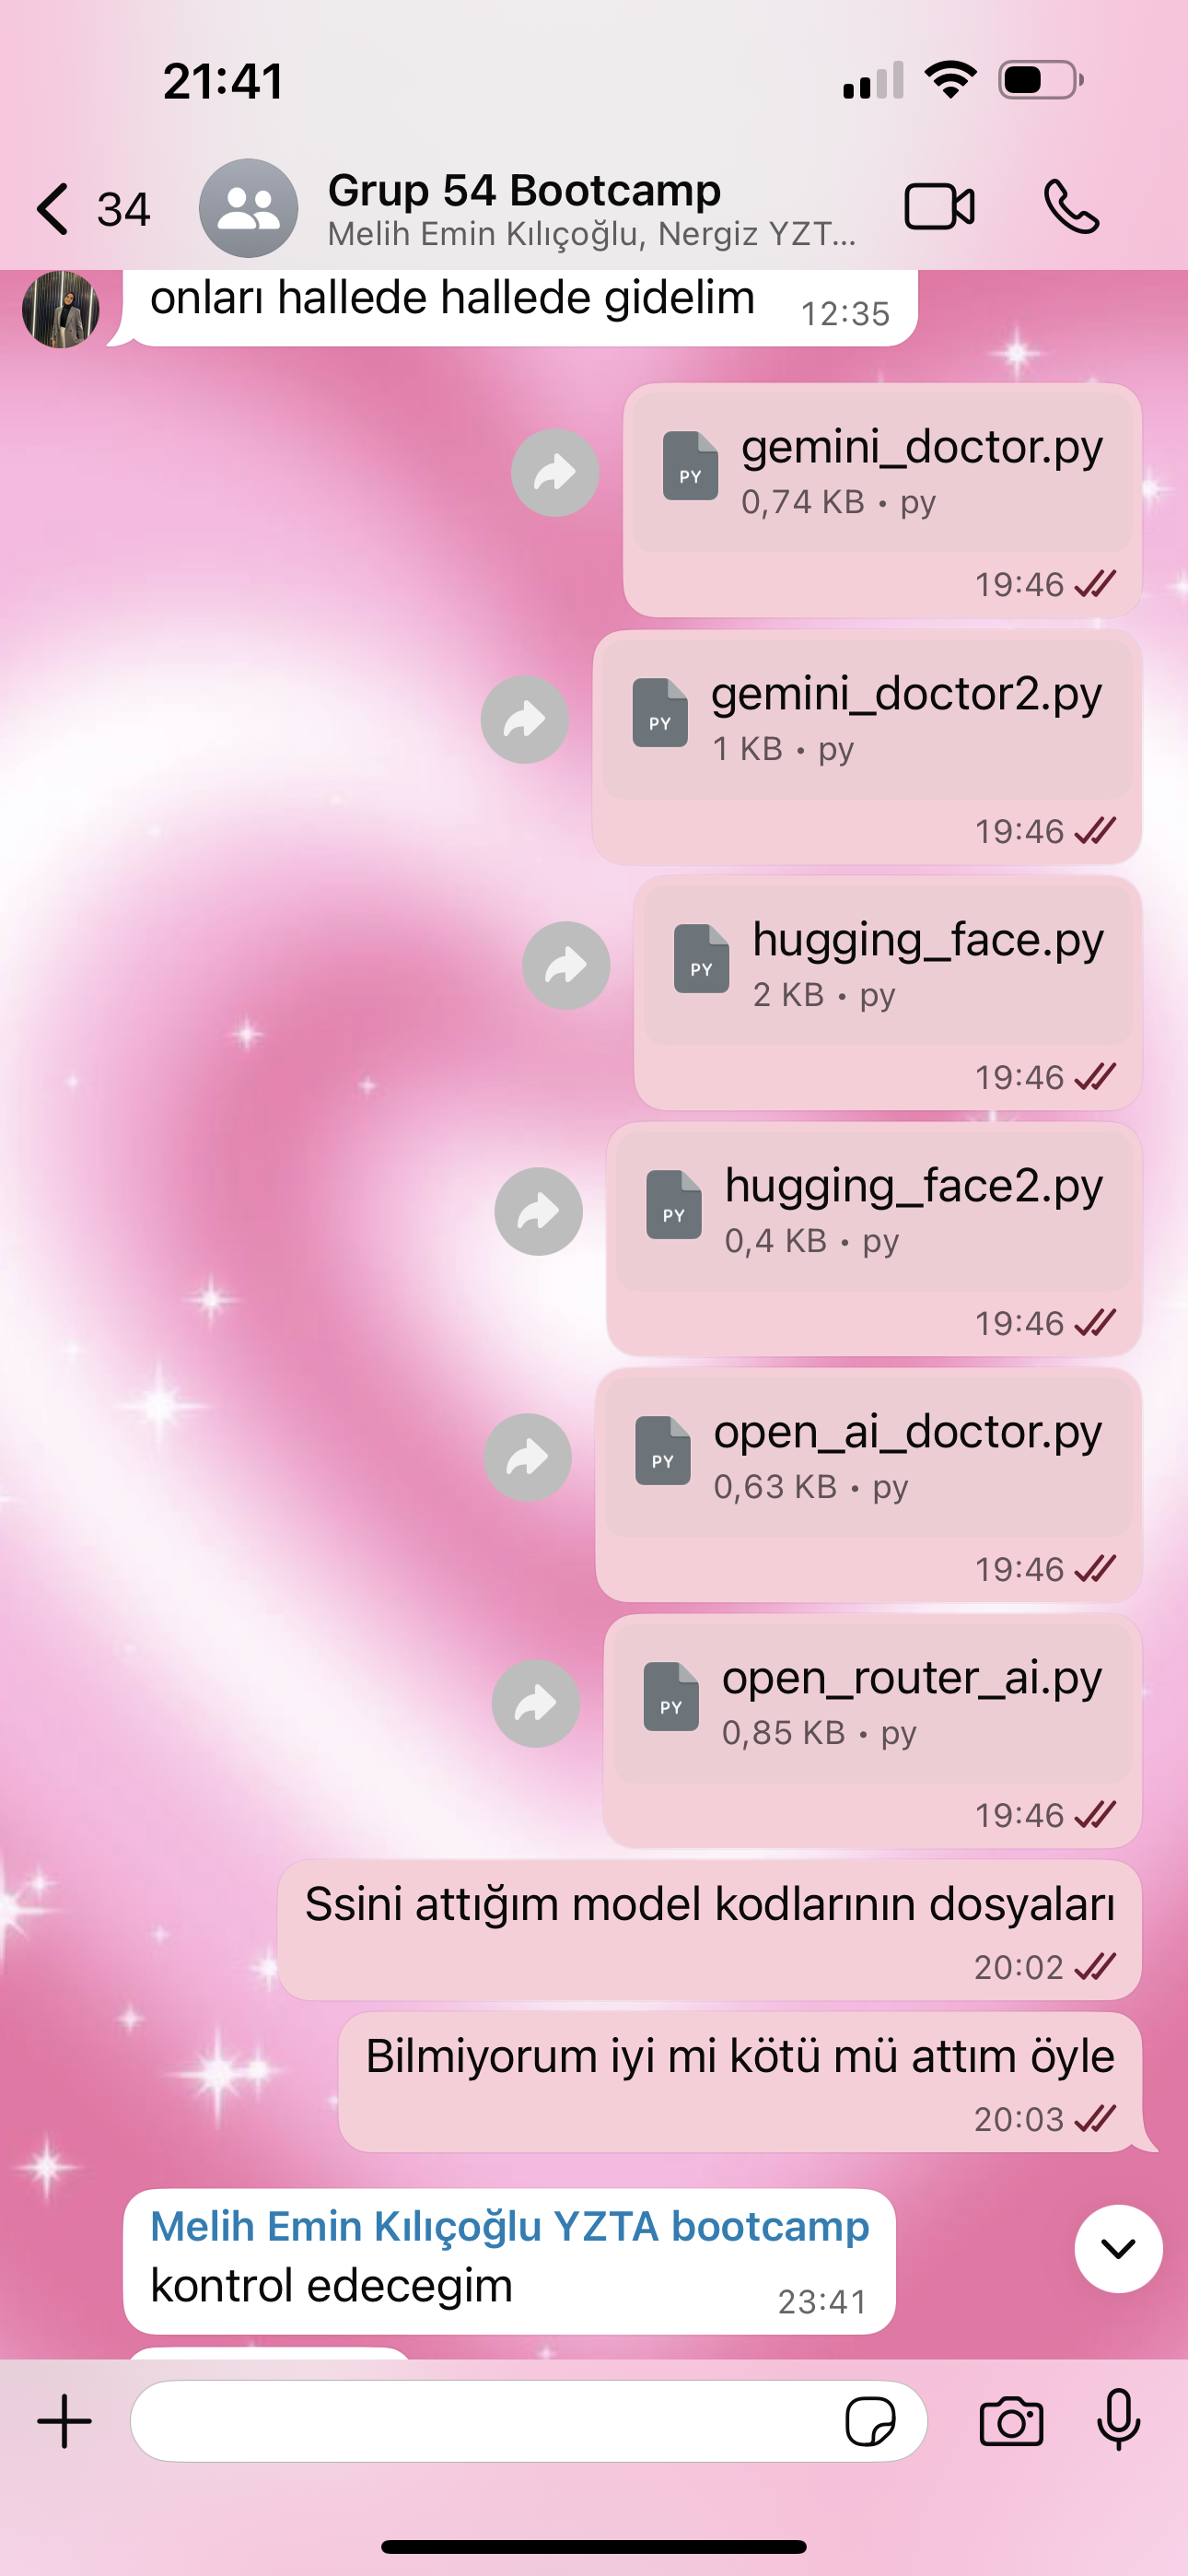 21:41
34
Grup 54 Bootcamp
Melih Emin Kılıçoğlu, Nergiz YZT...
onları hallede hallede gidelim
12:35
PY
gemini_doctor.py
0,74 KB • py
19:46
PY
gemini_doctor2.py
1 KB • py
19:46
PY
hugging_face.py
2 KB • py
19:46
PY
hugging_face2.py
0,4 KB • py
19:46
PY
open_ai_doctor.py
0,63 KB • py
19:46
PY
open_router_ai.py
0,85 KB • py
19:46
Ssini attığım model kodlarının dosyaları
20:02
Bilmiyorum iyi mi kötü mü attım öyle
20:03
Melih Emin Kılıçoğlu YZTA bootcamp
kontrol edecegim
23:41